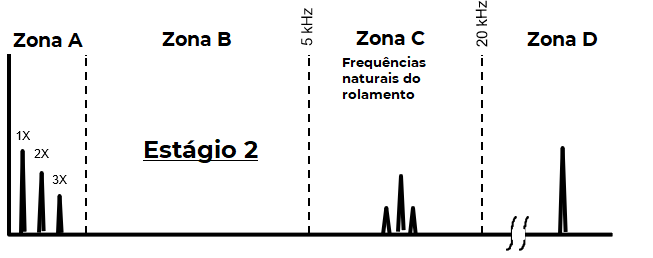 Zona A
Zona B
5 kHz
Zona C
20 kHz
Zona D
Frequências
naturais do
rolamento
1X
2X
3X
Estágio 2